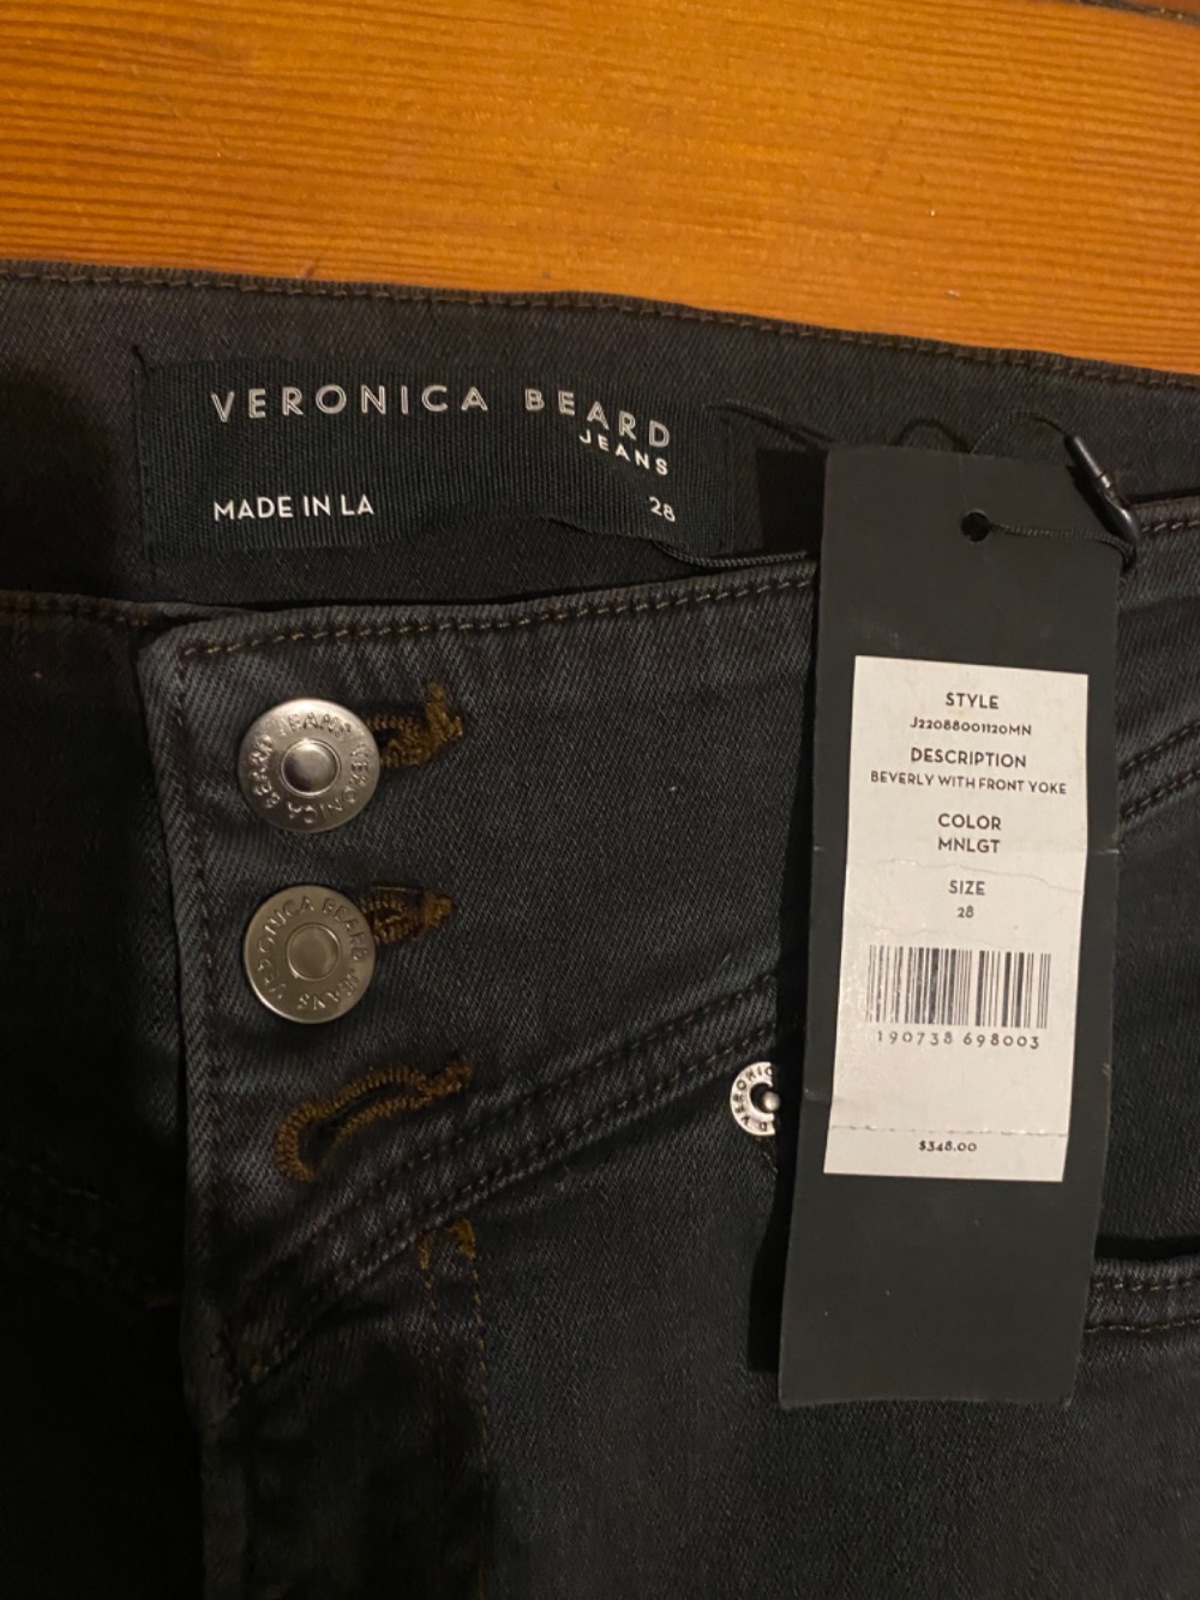 VERONICA BEARD
JEANS
MADE IN LA
28
VERONICA BEARD JEANS
VERONICA BEARD JEANS
VERONIC
STYLE
J22088001120MN
DESCRIPTION
BEVERLY WITH FRONT YOKE
COLOR
MNLGT
SIZE
28
190738 698003
$348.00